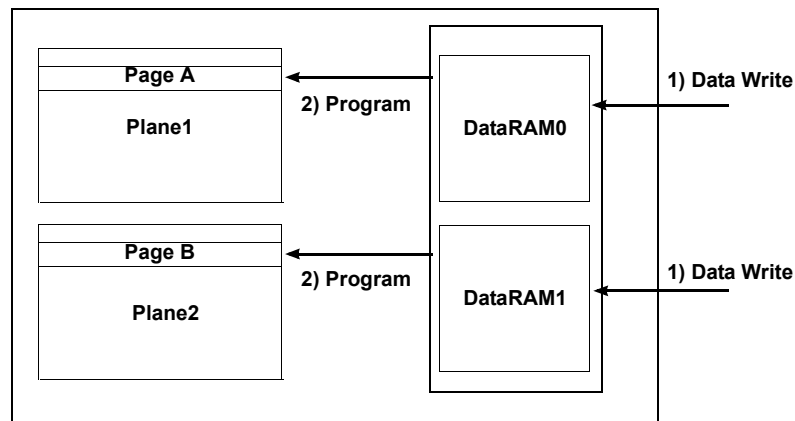 Page A
Plane1
2) Program
DataRAM0
1) Data Write
Page B
Plane2
2) Program
DataRAM1
1) Data Write